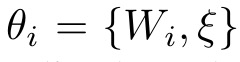 θ_i = {W_i, ξ}